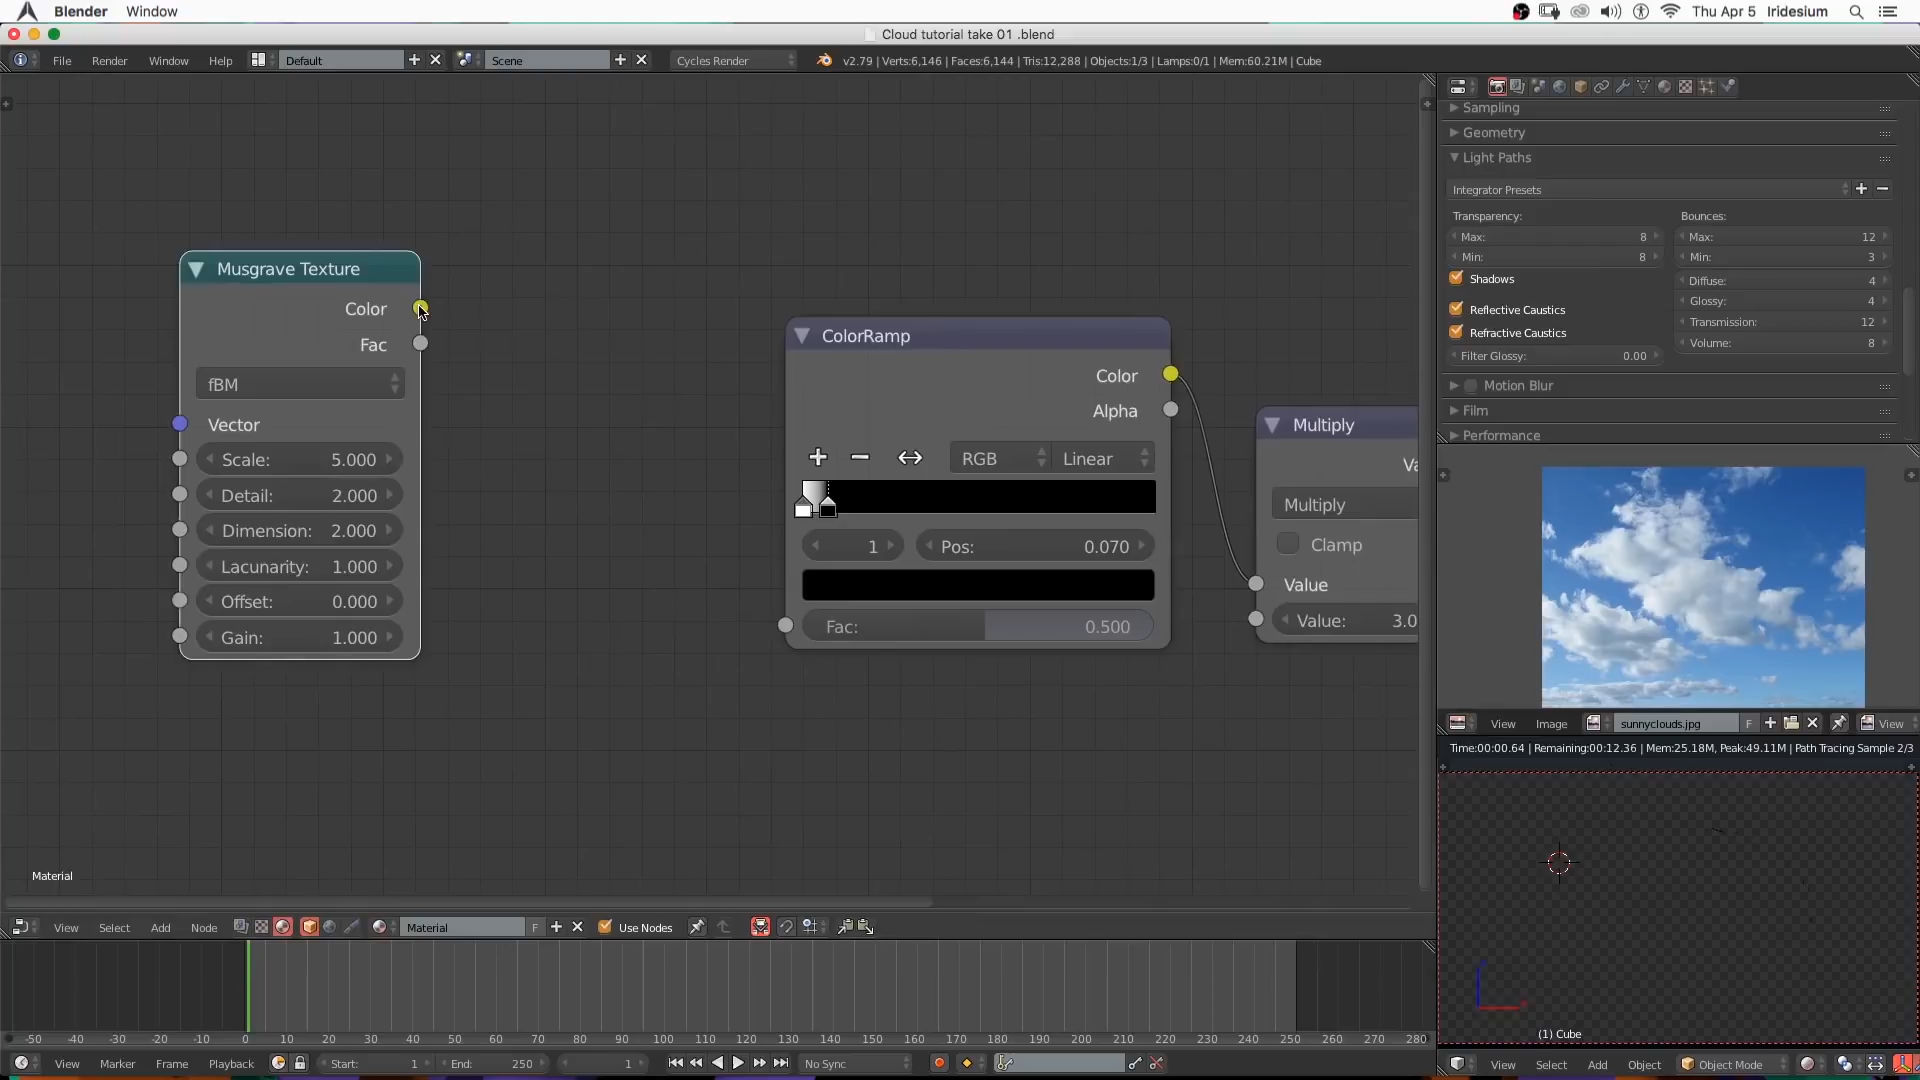 Blender Window
Thu Apr 5 Iridesium
Cloud tutorial take 01 .blend
File Render Window Help Default Scene Cycles Render v2.79 | Verts:6,146 | Faces:6,144 | Tris:12,288 | Objects:1/3 | Lamps:0/1 | Mem:60.21M | Cube
Sampling
Geometry
Light Paths
Integrator Presets
Transparency: Bounces:
Max: 8 Max: 12
Min: 8 Min: 3
Shadows Diffuse: 4
Reflective Caustics Glossy: 4
Refractive Caustics Transmission: 12
Filter Glossy: 0.00 Volume: 8
Motion Blur
Film
Performance
Musgrave Texture
Color
Fac
fBM
Vector
Scale: 5.000
Detail: 2.000
Dimension: 2.000
Lacunarity: 1.000
Offset: 0.000
Gain: 1.000
ColorRamp
Color
Alpha
RGB Linear
1 Pos: 0.070
Fac: 0.500
Multiply
Va
Multiply
Clamp
Value
Value: 3.0
View Image sunnyclouds.jpg F View
Time:00:00.64 | Remaining:00:12.36 | Mem:25.18M, Peak:49.11M | Path Tracing Sample 2/3
(1) Cube
Material
View Select Add Node Material F Use Nodes
-50 -40 -30 -20 -10 0 10 20 30 40 50 60 70 80 90 100 110 120 130 140 150 160 170 180 190 200 210 220 230 240 250 260 270 280
View Marker Frame Playback Start: 1 End: 250 1 No Sync
View Select Add Object Object Mode